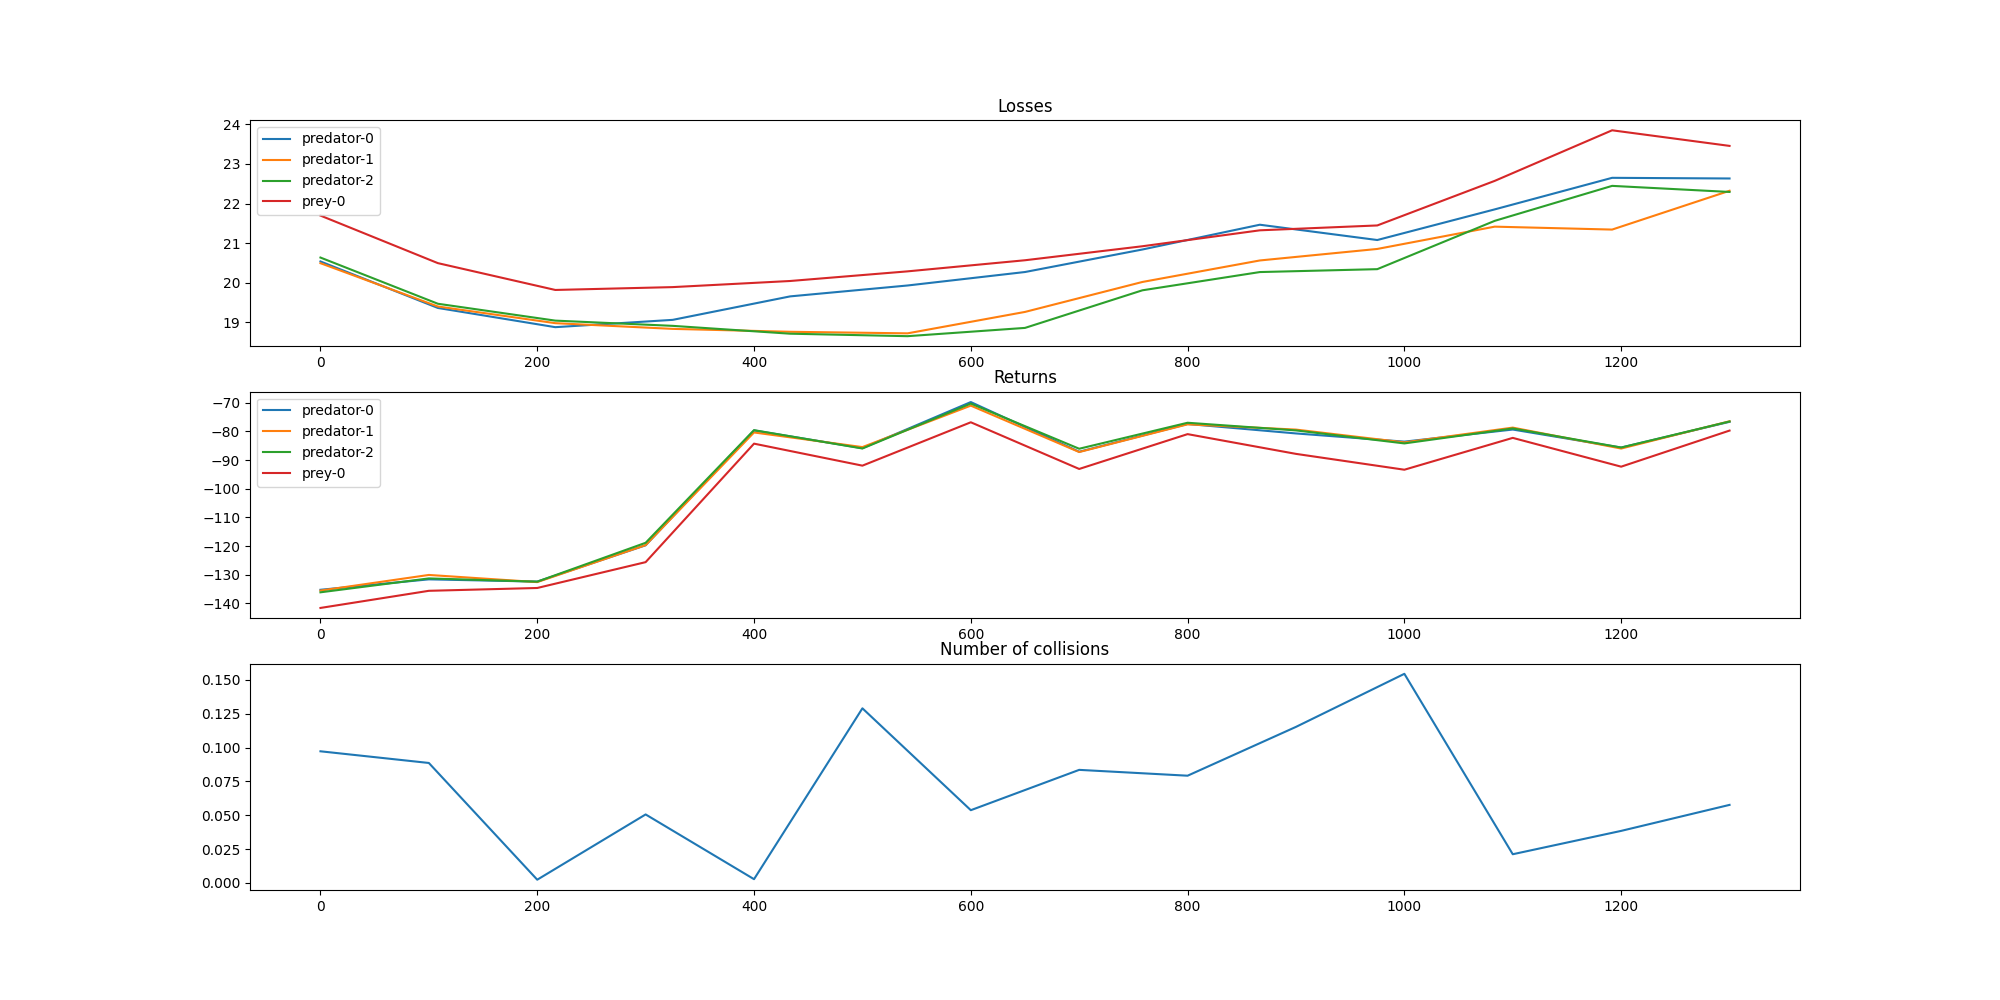 Losses
24
23
22
21
20
19
predator-0
predator-1
predator-2
prey-0
0 200 400 600 800 1000 1200
Returns
−70
−80
−90
−100
−110
−120
−130
−140
predator-0
predator-1
predator-2
prey-0
0 200 400 600 800 1000 1200
Number of collisions
0.150
0.125
0.100
0.075
0.050
0.025
0.000
0 200 400 600 800 1000 1200